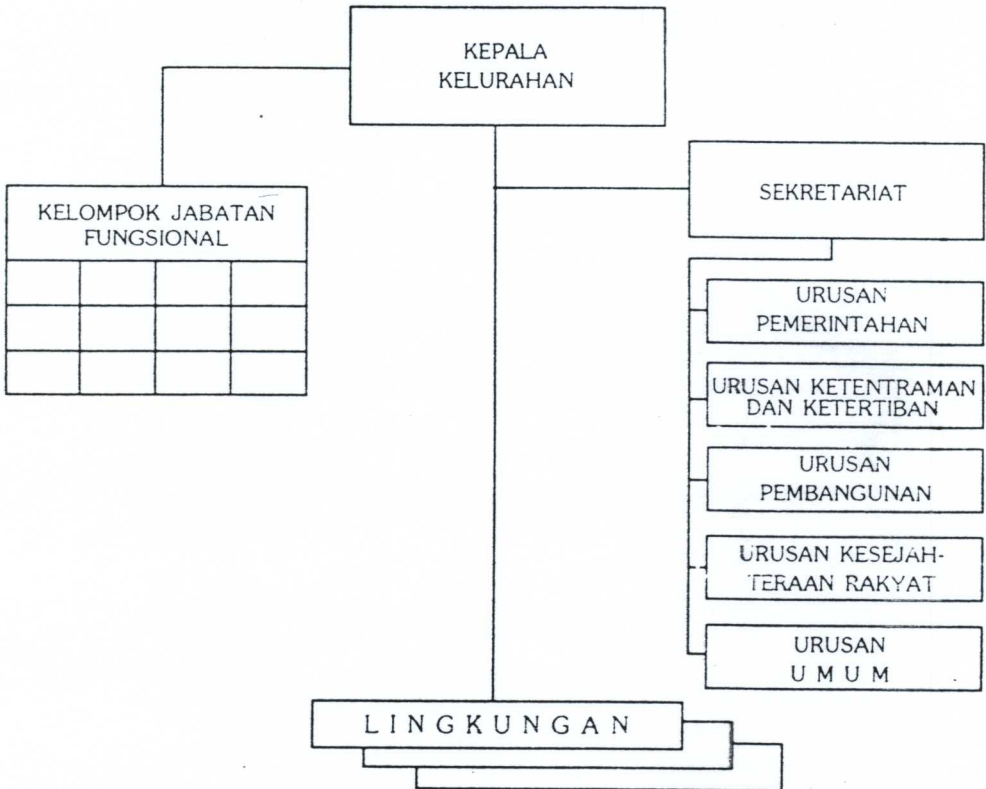 KEPALA
KELURAHAN
SEKRETARIAT
KELOMPOK JABATAN
FUNGSIONAL
URUSAN
PEMERINTAHAN
URUSAN KETENTRAMAN
DAN KETERTIBAN
URUSAN
PEMBANGUNAN
URUSAN KESEJAH-
TERAAN RAKYAT
URUSAN
U M U M
L I N G K U N G A N